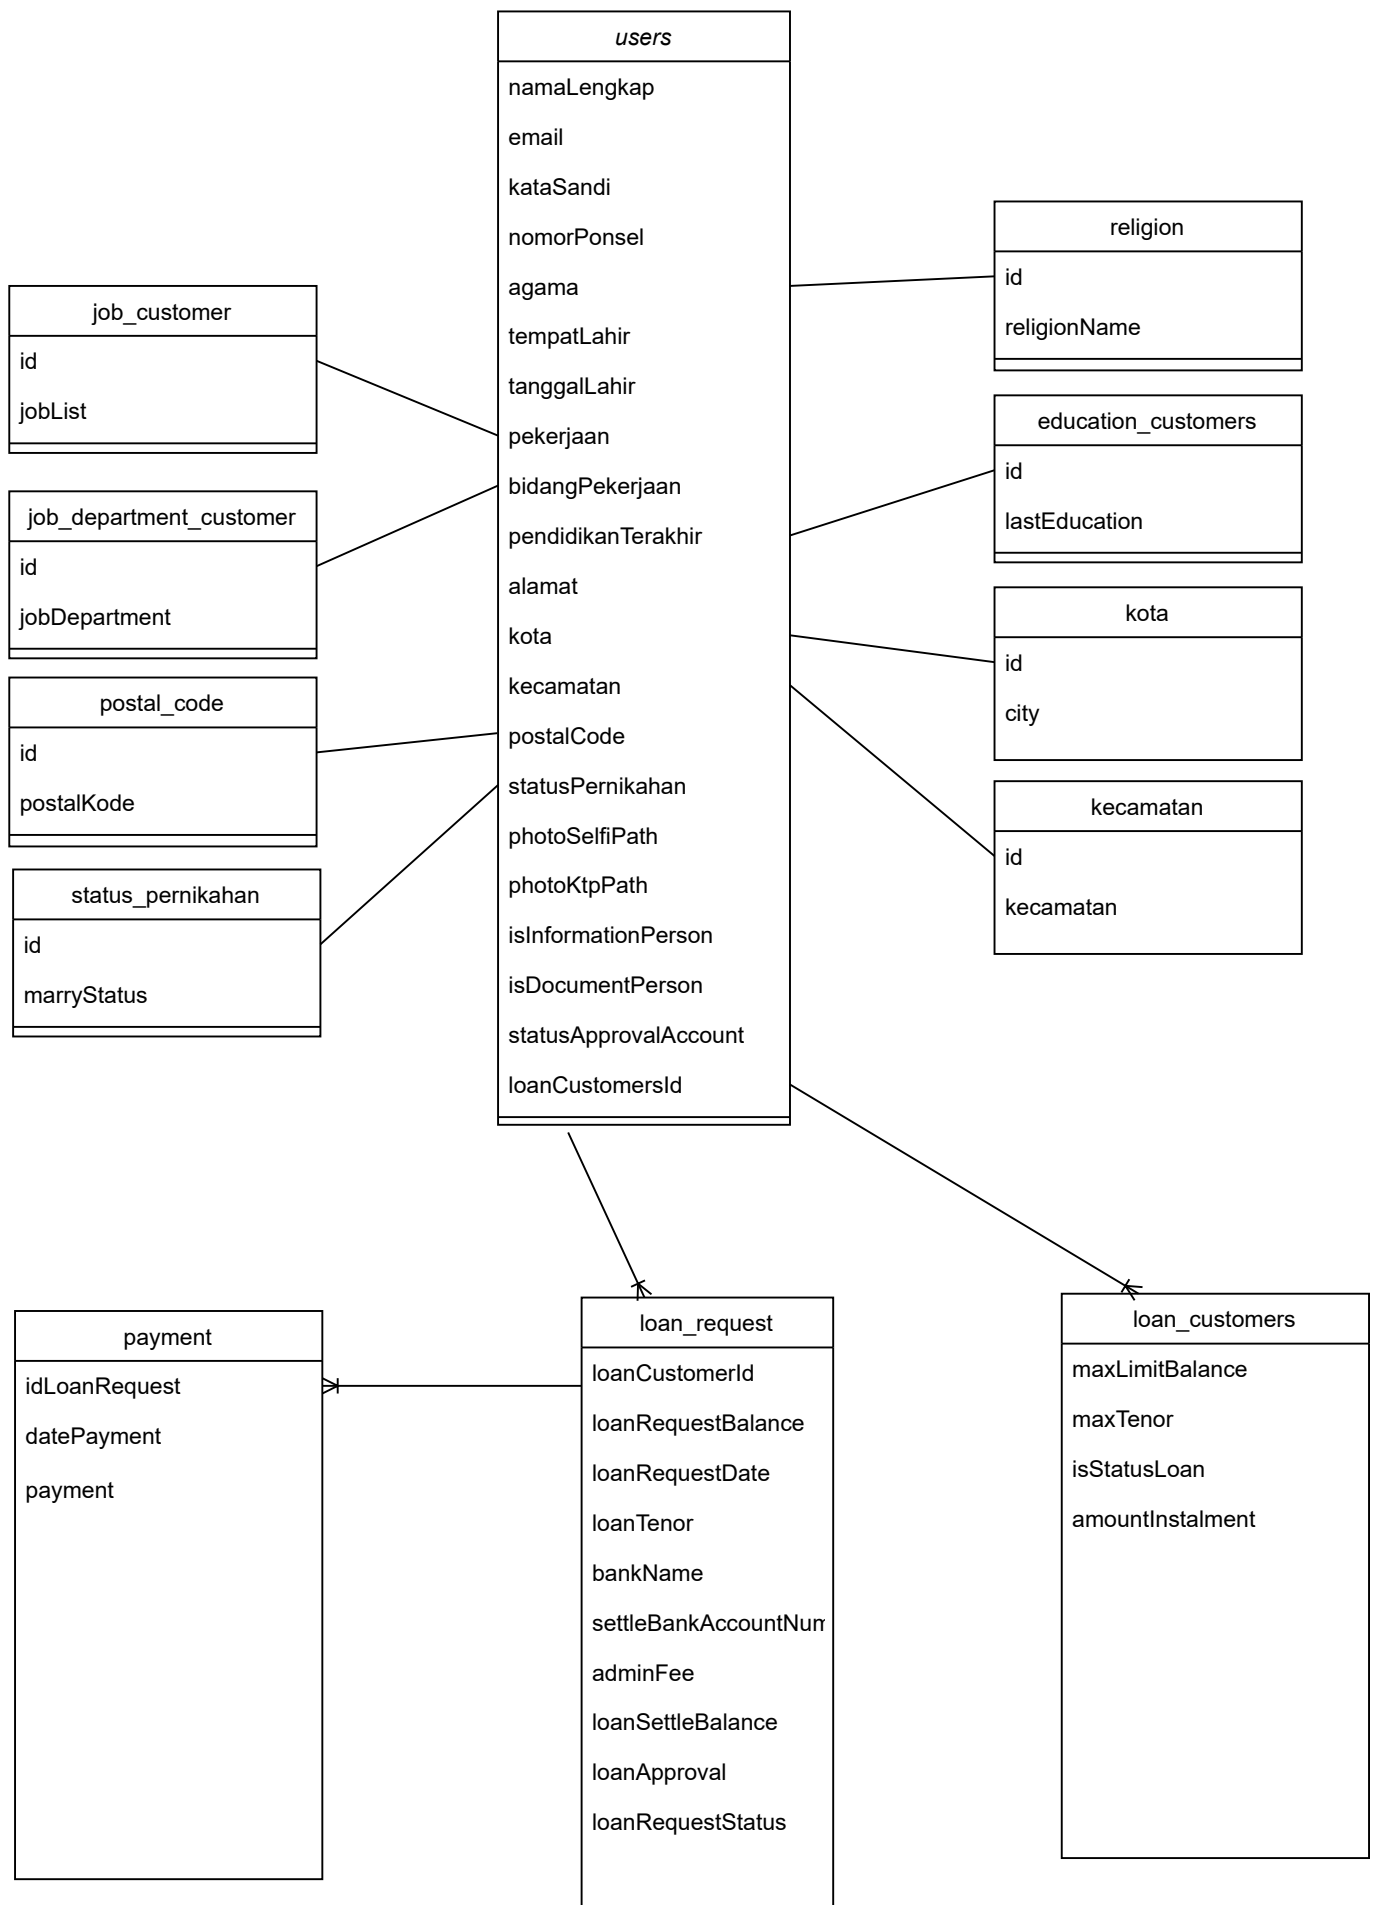 users
namaLengkap
email
kataSandi
nomorPonsel
agama
tempatLahir
tanggalLahir
pekerjaan
bidangPekerjaan
pendidikanTerakhir
alamat
kota
kecamatan
postalCode
statusPernikahan
photoSelfiPath
photoKtpPath
isInformationPerson
isDocumentPerson
statusApprovalAccount
loanCustomersId
job_customer
id
jobList
job_department_customer
id
jobDepartment
postal_code
id
postalKode
status_pernikahan
id
marryStatus
religion
id
religionName
education_customers
id
lastEducation
kota
id
city
kecamatan
id
kecamatan
payment
idLoanRequest
datePayment
payment
loan_request
loanCustomerId
loanRequestBalance
loanRequestDate
loanTenor
bankName
settleBankAccountNum
adminFee
loanSettleBalance
loanApproval
loanRequestStatus
loan_customers
maxLimitBalance
maxTenor
isStatusLoan
amountInstalment